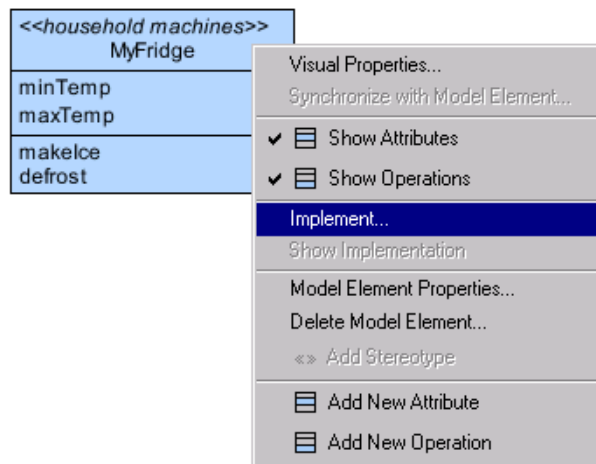 <<household machines>>
MyFridge
minTemp
maxTemp
makeIce
defrost
Visual Properties...
Synchronize with Model Element...
Show Attributes
Show Operations
Implement...
Show Implementation
Model Element Properties...
Delete Model Element...
«» Add Stereotype
Add New Attribute
Add New Operation